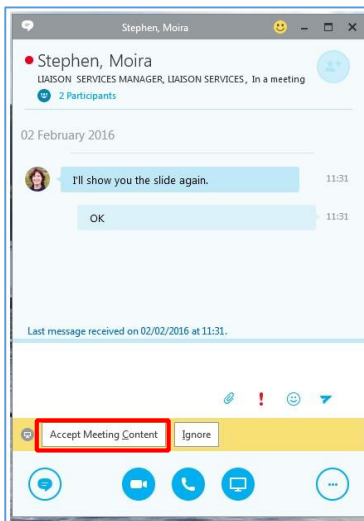 Stephen, Moira
Stephen, Moira
LIAISON SERVICES MANAGER, LIAISON SERVICES, In a meeting
2 Participants
02 February 2016
I'll show you the slide again. 11:31
OK 11:31
Last message received on 02/02/2016 at 11:31.
Accept Meeting Content Ignore